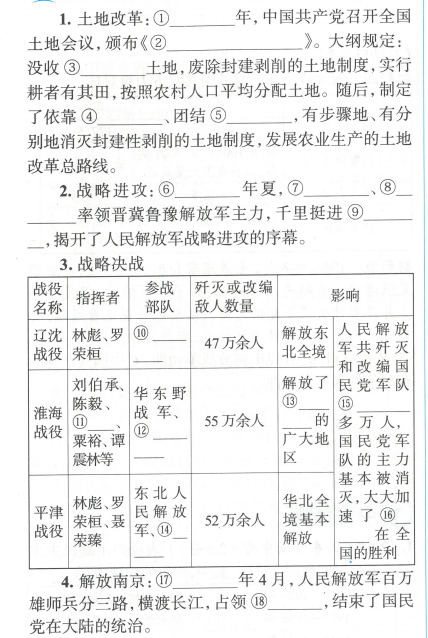 1. 土地改革:①________年,中国共产党召开全国
土地会议,颁布《②________________》。大纲规定:
没收③________土地,废除封建剥削的土地制度,实行
耕者有其田,按照农村人口平均分配土地。随后,制定
了依靠④________、团结⑤________,有步骤地、有分
别地消灭封建性剥削的土地制度,发展农业生产的土地
改革总路线。
2. 战略进攻:⑥________年夏,⑦________、⑧__
______率领晋冀鲁豫解放军主力,千里挺进⑨______
__,揭开了人民解放军战略进攻的序幕。
3. 战略决战
战役
名称
指挥者
参战
部队
歼灭或改编
敌人数量
影响
辽沈
战役
林彪、罗
荣桓
⑩____
____
47万余人
解放东
北全境
淮海
战役
刘伯承、
陈毅、
⑪____、
粟裕、谭
震林等
华东野
战军、
⑫____
____
55万余人
解放了
⑬____
____的
广大地
区
平津
战役
林彪、罗
荣桓、聂
荣臻
东北人
民解放
军、⑭__
____
52万余人
华北全
境基本
解放
人民解放
军共歼灭
和改编国
民党军队
⑮______
多万人,
国民党军
队的主力
基本被消
灭,大大加
速了⑯__
____在全
国的胜利
4. 解放南京:⑰________年4月,人民解放军百万
雄师兵分三路,横渡长江,占领⑱______,结束了国民
党在大陆的统治。